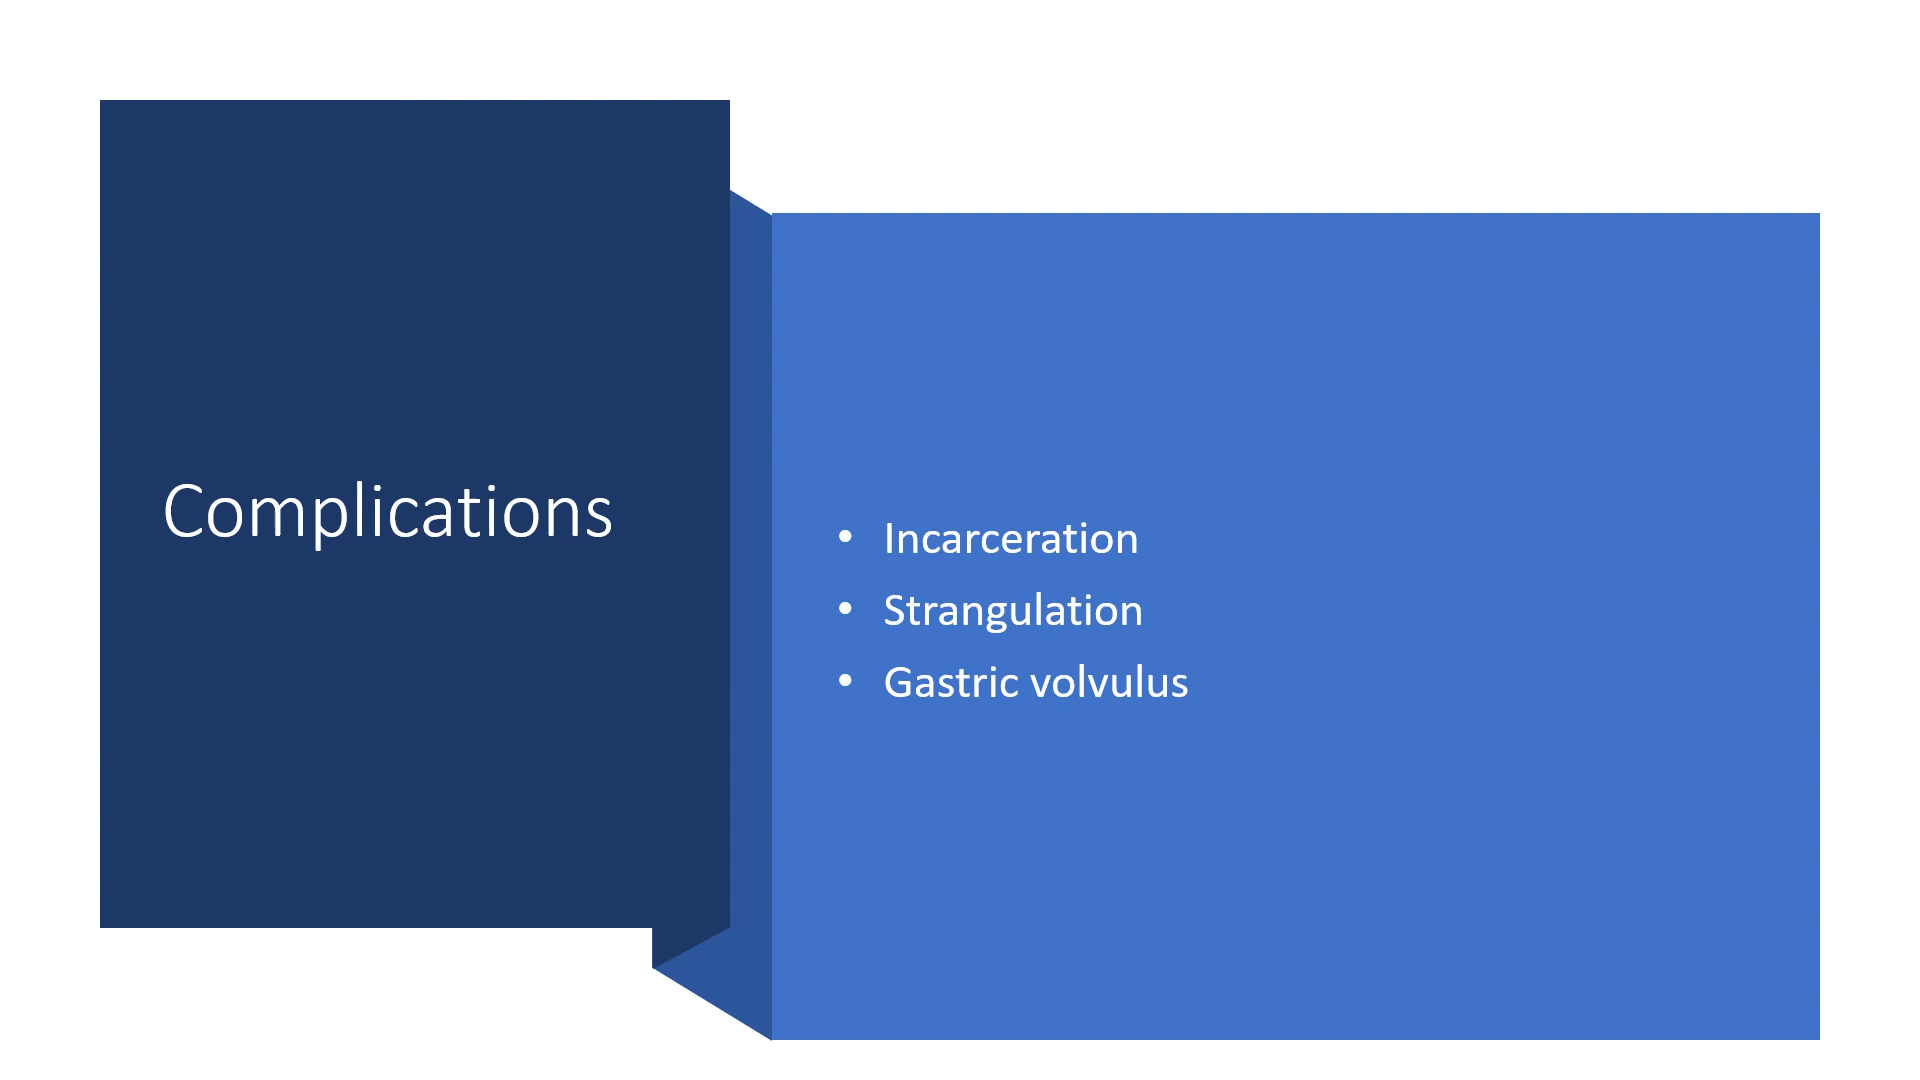 Complications
• Incarceration
• Strangulation
• Gastric volvulus